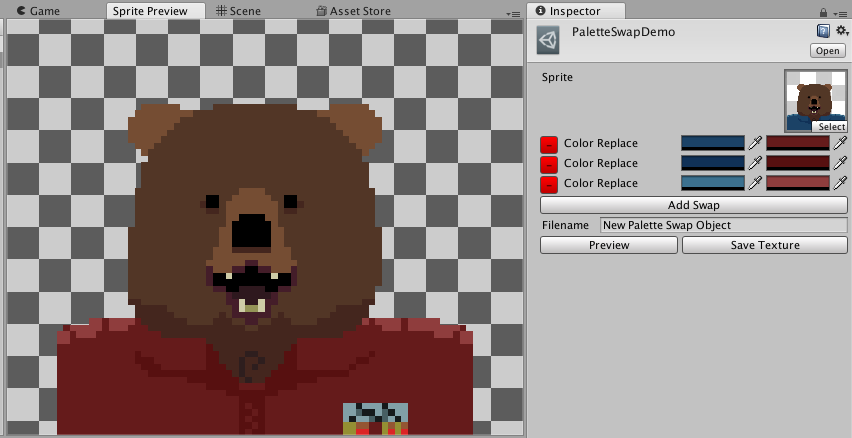 Game
Sprite Preview
Scene
Asset Store
Inspector
PaletteSwapDemo
Open
Sprite
Select
- Color Replace
- Color Replace
- Color Replace
Add Swap
Filename New Palette Swap Object
Preview
Save Texture